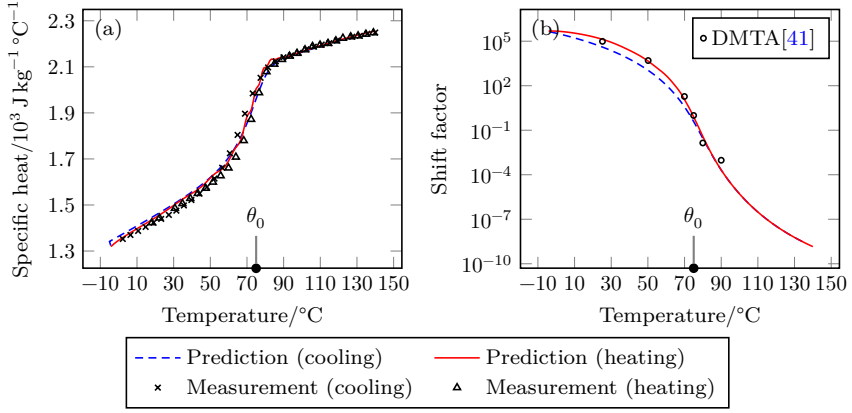 (a)
Specific heat/10³ J kg⁻¹ °C⁻¹
2.3
2.1
1.9
1.7
1.5
1.3
θ₀
−10 10 30 50 70 90 110 130 150
Temperature/°C
(b)
DMTA[41]
Shift factor
10⁵
10²
10⁻¹
10⁻⁴
10⁻⁷
10⁻¹⁰
θ₀
−10 10 30 50 70 90 110 130 150
Temperature/°C
Prediction (cooling) Prediction (heating)
Measurement (cooling) Measurement (heating)